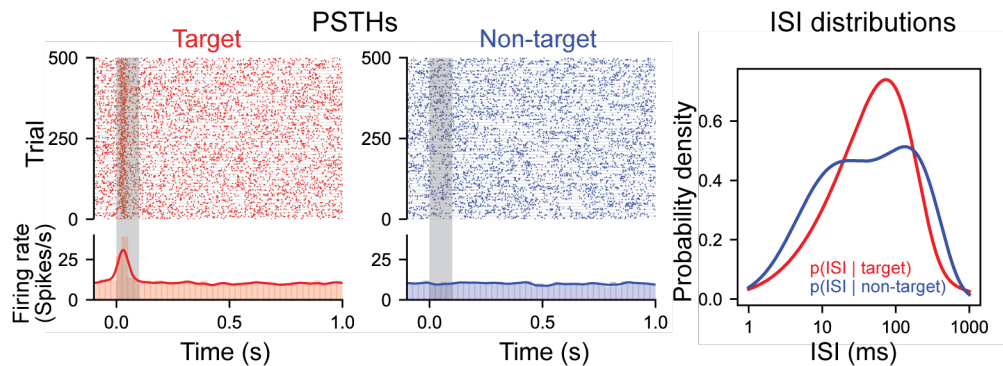 PSTHs
Target
Non-target
Trial
500
250
0
Firing rate
(Spikes/s)
25
0
0.0 0.5 1.0
Time (s)
500
250
0
25
0
0.0 0.5 1.0
Time (s)
ISI distributions
Probability density
0.6
0.4
0.2
0.0
p(ISI | target)
p(ISI | non-target)
1 10 100 1000
ISI (ms)